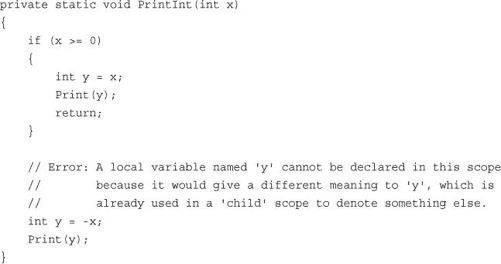 private static void PrintInt(int x)
{
    if (x >= 0)
    {
        int y = x;
        Print(y);
        return;
    }

    // Error: A local variable named 'y' cannot be declared in this scope
    //        because it would give a different meaning to 'y', which is
    //        already used in a 'child' scope to denote something else.
    int y = -x;
    Print(y);
}